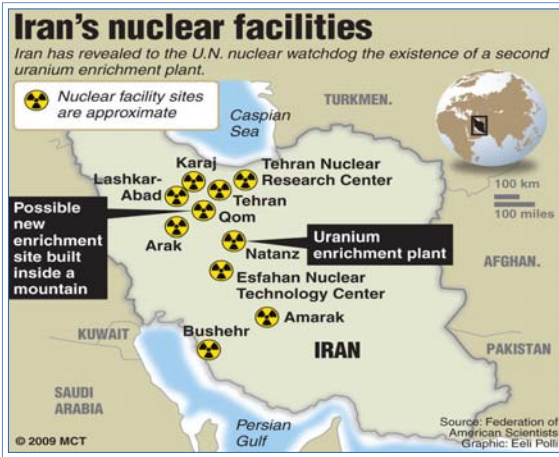 Iran's nuclear facilities
Iran has revealed to the U.N. nuclear watchdog the existence of a second
uranium enrichment plant.
Nuclear facility sites
are approximate
TURKMEN.
Caspian
Sea
Karaj
Tehran Nuclear
Research Center
Lashkar-
Abad
Tehran
100 km
100 miles
Possible
new
enrichment
site built
inside a
mountain
Qom
Arak
Natanz
Uranium
enrichment plant
AFGHAN.
Esfahan Nuclear
Technology Center
Amarak
KUWAIT
Bushehr
IRAN
PAKISTAN
SAUDI
ARABIA
Persian
Gulf
© 2009 MCT
Source: Federation of
American Scientists
Graphic: Eeli Polli